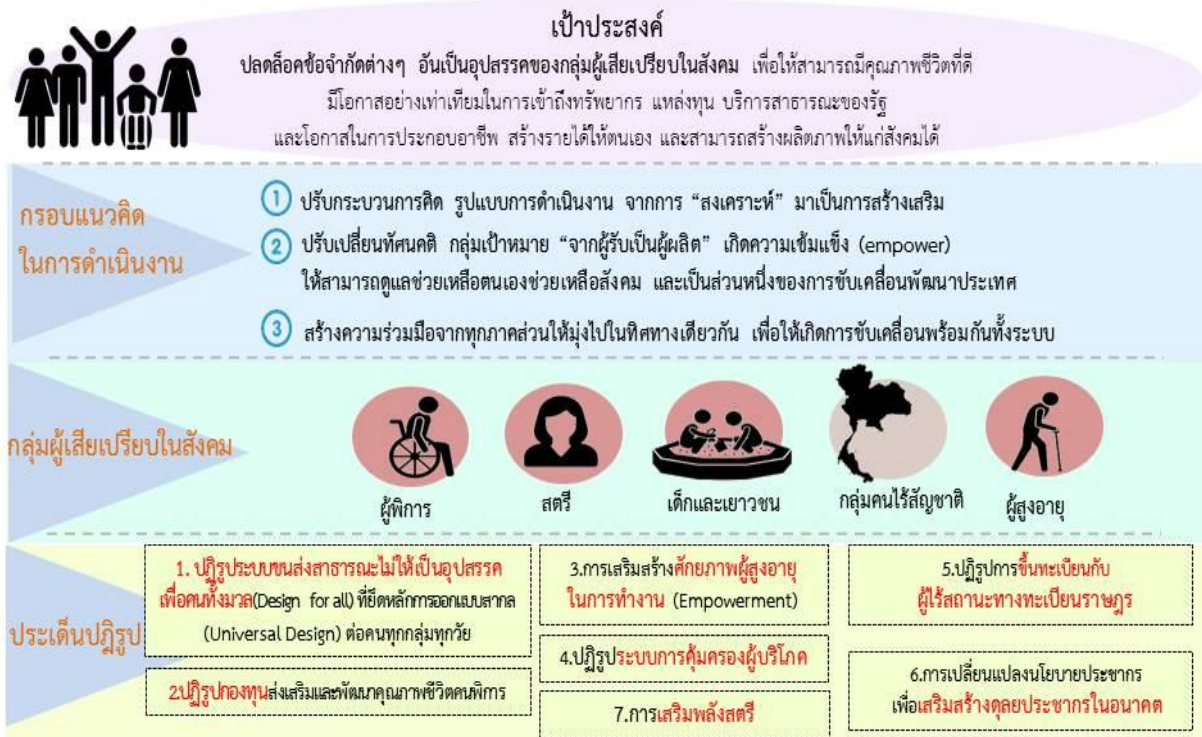 เป้าประสงค์
ปลดล็อคข้อจำกัดต่างๆ อันเป็นอุปสรรคของกลุ่มผู้เสียเปรียบในสังคม เพื่อให้สามารถมีคุณภาพชีวิตที่ดี
มีโอกาสอย่างเท่าเทียมในการเข้าถึงทรัพยากร แหล่งทุน บริการสาธารณะของรัฐ
และโอกาสในการประกอบอาชีพ สร้างรายได้ให้ตนเอง และสามารถสร้างผลิตภาพให้แก่สังคมได้
กรอบแนวคิด
ในการดำเนินงาน
1 ปรับกระบวนการคิด รูปแบบการดำเนินงาน จากการ “สงเคราะห์” มาเป็นการสร้างเสริม
2 ปรับเปลี่ยนทัศนคติ กลุ่มเป้าหมาย “จากผู้รับเป็นผู้ผลิต” เกิดความเข้มแข็ง (empower)
ให้สามารถดูแลช่วยเหลือตนเองช่วยเหลือสังคม และเป็นส่วนหนึ่งของการขับเคลื่อนพัฒนาประเทศ
3 สร้างความร่วมมือจากทุกภาคส่วนให้มุ่งไปในทิศทางเดียวกัน เพื่อให้เกิดการขับเคลื่อนพร้อมกันทั้งระบบ
กลุ่มผู้เสียเปรียบในสังคม
ผู้พิการ
สตรี
เด็กและเยาวชน
กลุ่มคนไร้สัญชาติ
ผู้สูงอายุ
ประเด็นปฎิรูป
1. ปฎิรูประบบขนส่งสาธารณะไม่ให้เป็นอุปสรรค
เพื่อคนทั้งมวล(Design for all) ที่ยึดหลักการออกแบบสากล
(Universal Design) ต่อคนทุกกลุ่มทุกวัย
2.ปฎิรูปกองทุนส่งเสริมและพัฒนาคุณภาพชีวิตคนพิการ
3.การเสริมสร้างศักยภาพผู้สูงอายุ
ในการทำงาน (Empowerment)
4.ปฎิรูประบบการคุ้มครองผู้บริโภค
7.การเสริมพลังสตรี
5.ปฎิรูปการขึ้นทะเบียนกับ
ผู้ไร้สถานะทางทะเบียนราษฎร
6.การเปลี่ยนแปลงนโยบายประชากร
เพื่อเสริมสร้างดุลยประชากรในอนาคต